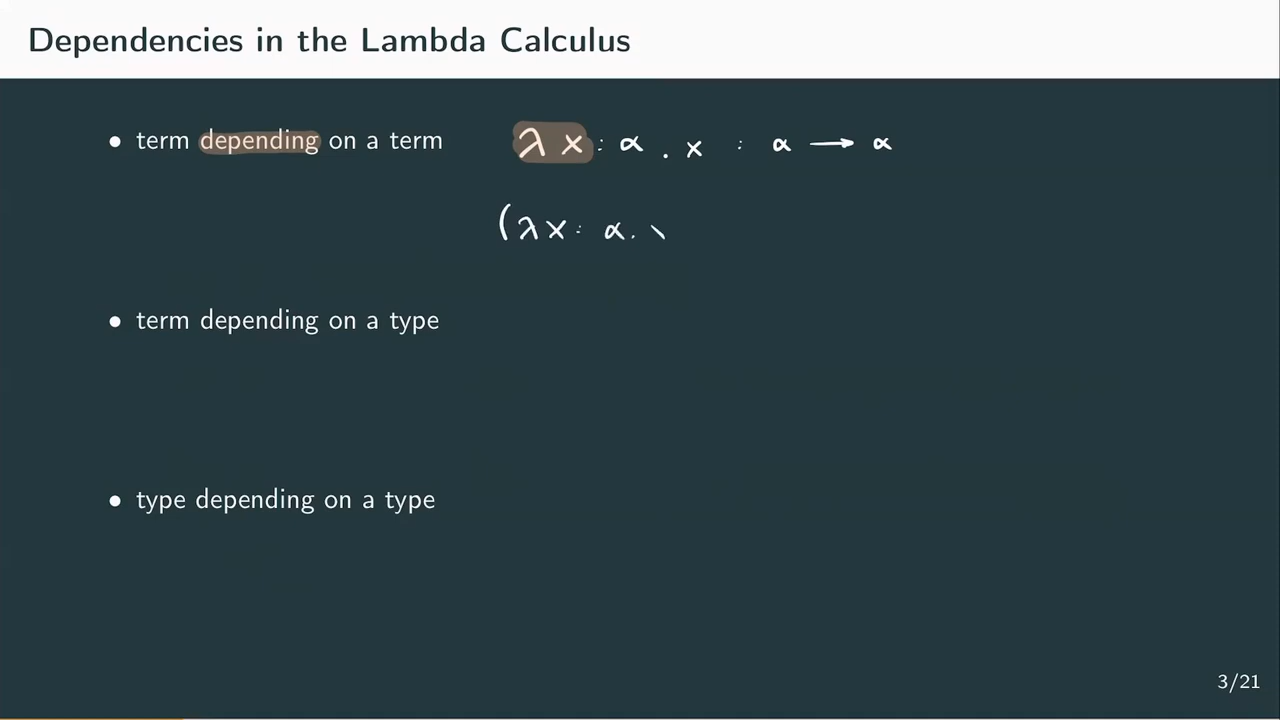 Dependencies in the Lambda Calculus
• term depending on a term λx : α . x : α → α
(λx : α .
• term depending on a type
• type depending on a type
3/21